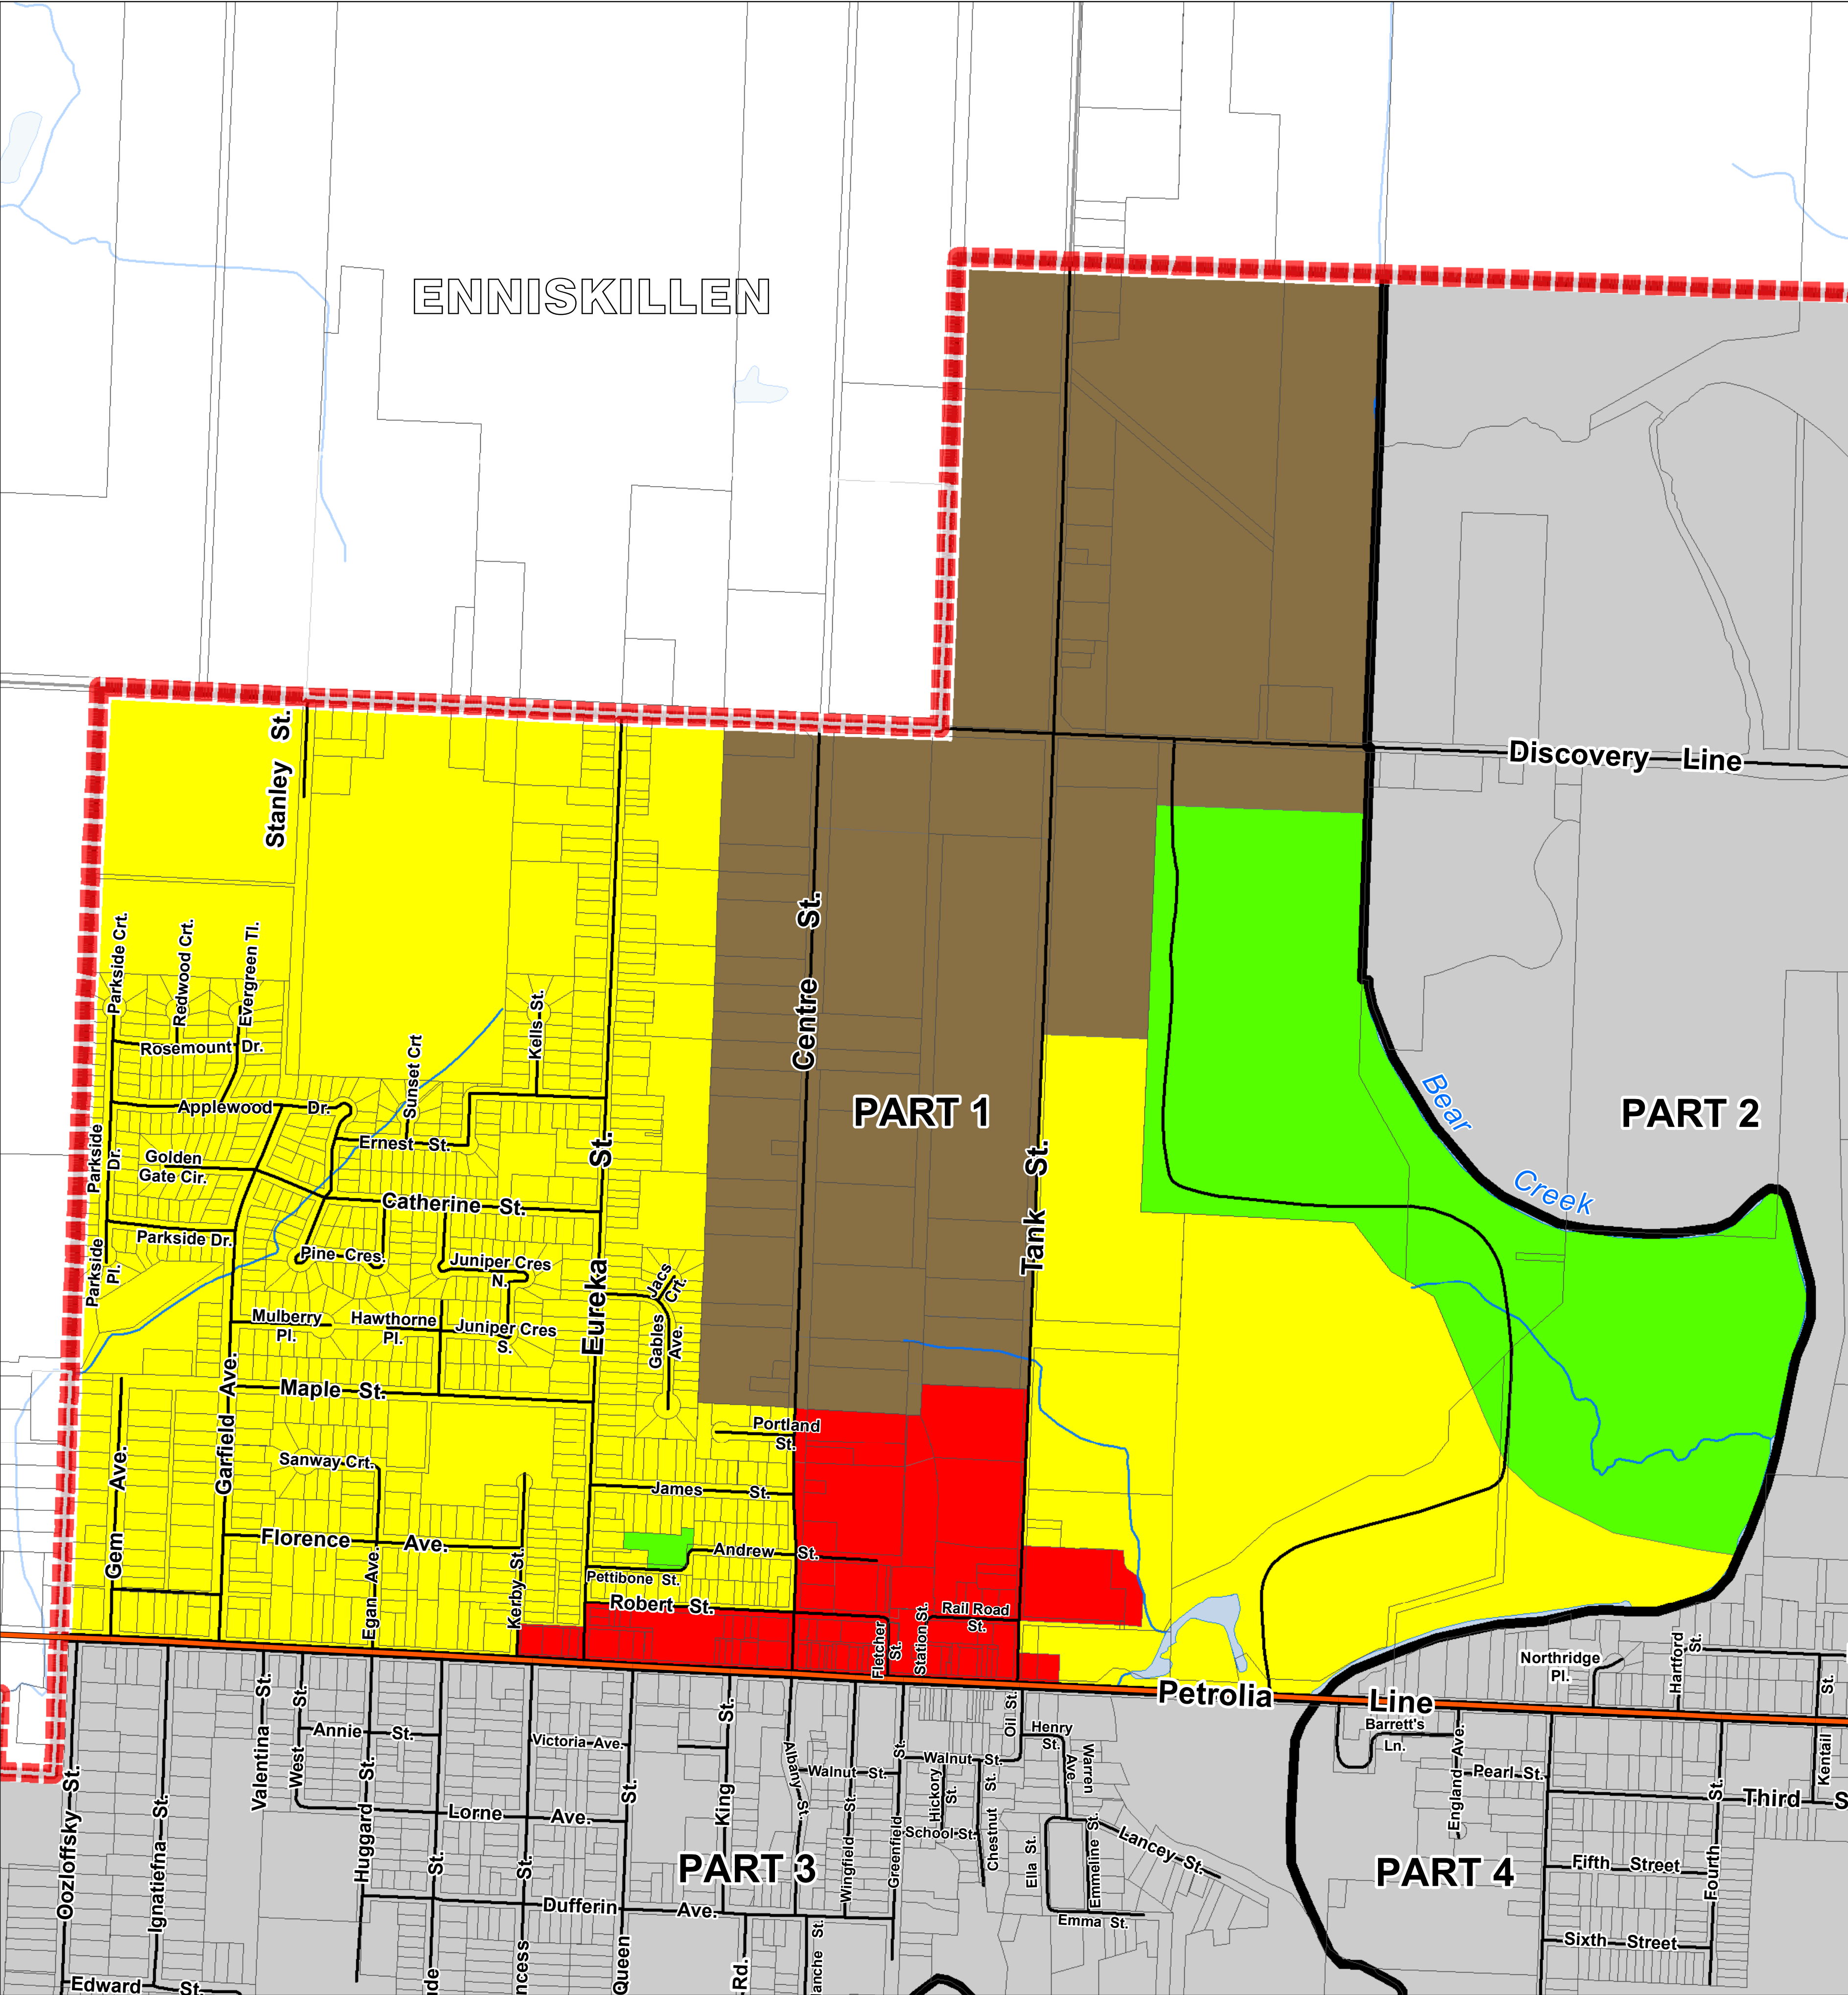 ENNISKILLEN
Stanley St.
Discovery Line
Parkside Crt.
Redwood Crt.
Evergreen Tl.
Centre St.
Kells St.
Rosemount Dr.
Sunset Crt
Applewood Dr.
PART 1
PART 2
Bear
Creek
Ernest St.
Parkside
Dr.
Golden
Gate Cir.
Eureka St.
Tank St.
Catherine St.
Parkside Dr.
Parkside
Pl.
Pine Cres.
Juniper Cres
N.
Jacs
Crt.
Mulberry
Pl.
Hawthorne
Pl.
Juniper Cres
S.
Gables
Ave.
Maple St.
Garfield Ave.
Portland
St.
Sanway Crt.
Gem Ave.
James St.
Florence Ave.
Andrew St.
Egan Ave.
Kerby St.
Pettibone St.
Robert St.
Rail Road
St.
Fletcher
St.
Station St.
Petrolia Line
Northridge
Pl.
Hartford
St.
St.
Kentail
Oozloffsky St.
Ignatiefna St.
Valentina St.
West St.
Annie St.
Huggard St.
Victoria Ave.
King St.
Albany St.
Walnut St.
Walnut St.
Oil St.
Henry
St.
Warren
Ave.
Barrett's
Ln.
England Ave.
Pearl St.
Third S
Hickory
St.
Chestnut St.
School St.
Lorne Ave.
Wingfield St.
Greenfield St.
Ella St.
Emmeline St.
Lancey St.
Emma St.
PART 3
PART 4
Fifth Street
Fourth St.
Sixth Street
Dufferin Ave.
Edward St.
ide St.
ncess St.
Queen St.
Rd.
anche St.